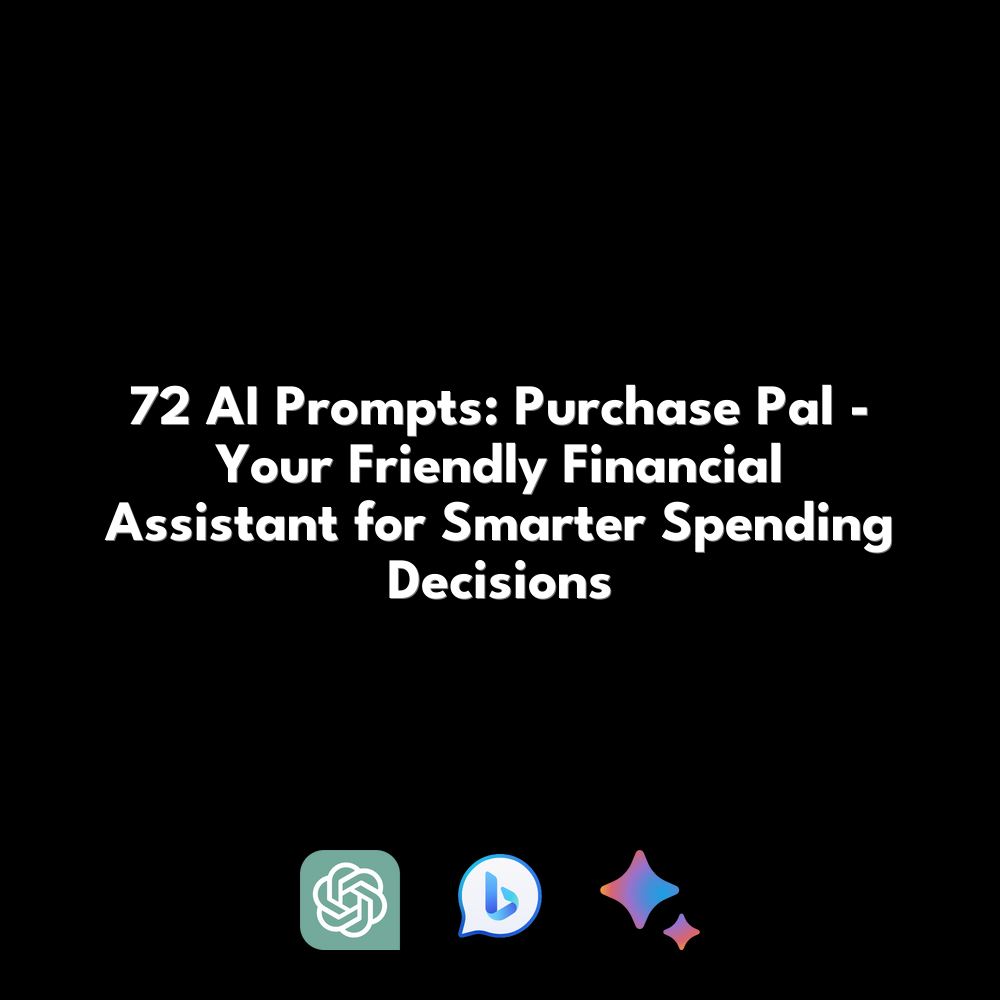 72 AI Prompts: Purchase Pal -
Your Friendly Financial
Assistant for Smarter Spending
Decisions